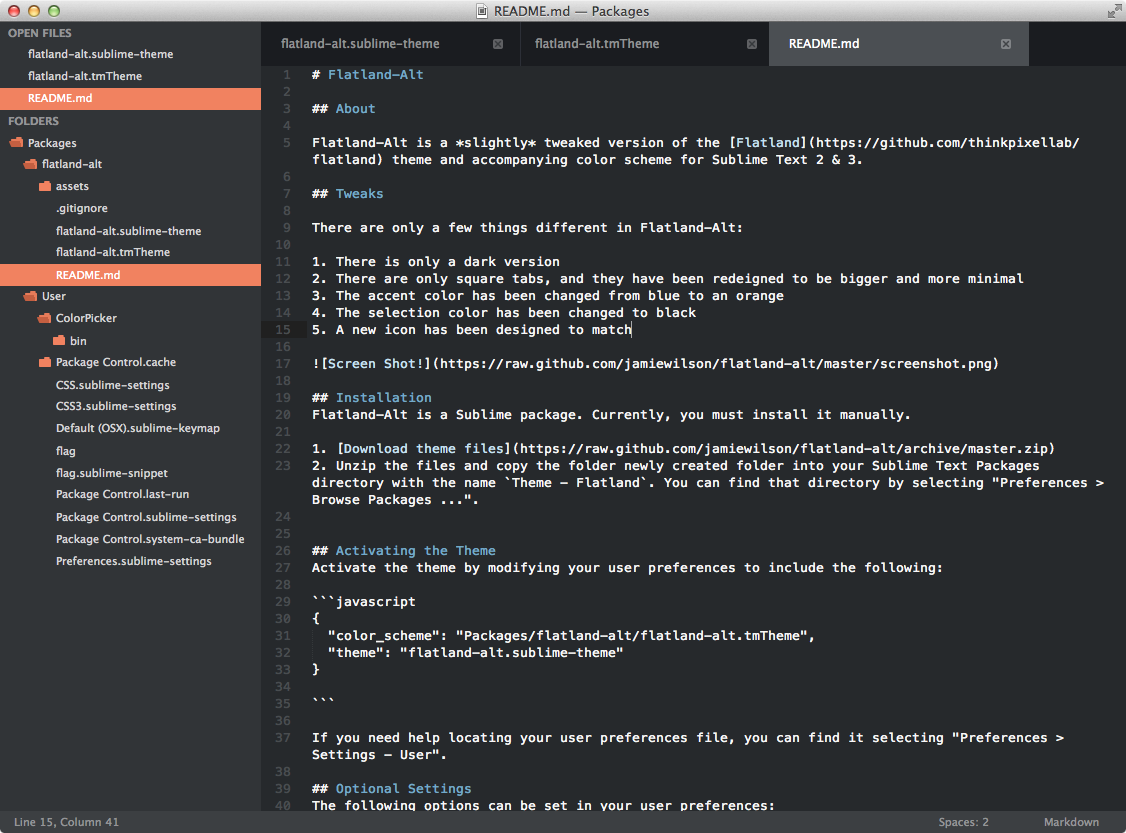 README.md — Packages
OPEN FILES
flatland-alt.sublime-theme
flatland-alt.tmTheme
README.md
FOLDERS
Packages
flatland-alt
assets
.gitignore
flatland-alt.sublime-theme
flatland-alt.tmTheme
README.md
User
ColorPicker
bin
Package Control.cache
CSS.sublime-settings
CSS3.sublime-settings
Default (OSX).sublime-keymap
flag
flag.sublime-snippet
Package Control.last-run
Package Control.sublime-settings
Package Control.system-ca-bundle
Preferences.sublime-settings
flatland-alt.sublime-theme
flatland-alt.tmTheme
README.md
1 # Flatland-Alt
2
3 ## About
4
5 Flatland-Alt is a *slightly* tweaked version of the [Flatland](https://github.com/thinkpixellab/
flatland) theme and accompanying color scheme for Sublime Text 2 & 3.
6
7 ## Tweaks
8
9 There are only a few things different in Flatland-Alt:
10
11 1. There is only a dark version
12 2. There are only square tabs, and they have been redeigned to be bigger and more minimal
13 3. The accent color has been changed from blue to an orange
14 4. The selection color has been changed to black
15 5. A new icon has been designed to match
16
17 ![Screen Shot!](https://raw.github.com/jamiewilson/flatland-alt/master/screenshot.png)
18
19 ## Installation
20 Flatland-Alt is a Sublime package. Currently, you must install it manually.
21
22 1. [Download theme files](https://raw.github.com/jamiewilson/flatland-alt/archive/master.zip)
23 2. Unzip the files and copy the folder newly created folder into your Sublime Text Packages
directory with the name `Theme - Flatland`. You can find that directory by selecting "Preferences >
Browse Packages ...".
24
25
26 ## Activating the Theme
27 Activate the theme by modifying your user preferences to include the following:
28
29 ```javascript
30 {
31 "color_scheme": "Packages/flatland-alt/flatland-alt.tmTheme",
32 "theme": "flatland-alt.sublime-theme"
33 }
34
35 ```
36
37 If you need help locating your user preferences file, you can find it selecting "Preferences >
Settings - User".
38
39 ## Optional Settings
40 The following options can be set in your user preferences:
Line 15, Column 41
Spaces: 2
Markdown